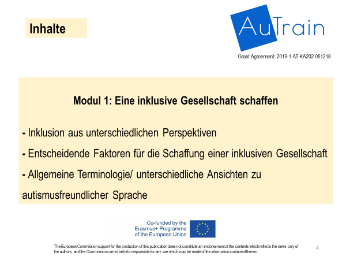 Inhalte
AuTrain
Grant Agreement: 2019-1-AT-KA202-051218
Modul 1: Eine inklusive Gesellschaft schaffen
- Inklusion aus unterschiedlichen Perspektiven
- Entscheidende Faktoren für die Schaffung einer inklusiven Gesellschaft
- Allgemeine Terminologie/ unterschiedliche Ansichten zu
autismusfreundlicher Sprache
Co-funded by the
Erasmus+ Programme
of the European Union
The European Commission support for the production of this publication does not constitute an endorsement of the contents which reflects the views only of
the authors, and the Commission cannot be held responsible for any use which may be made of the information contained therein.